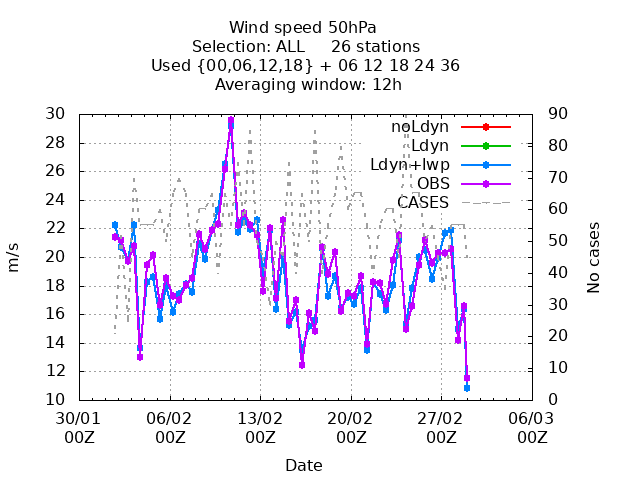 Wind speed 50hPa
Selection: ALL     26 stations
Used {00,06,12,18} + 06 12 18 24 36
Averaging window: 12h
30
28
26
24
22
20
18
16
14
12
10
90
80
70
60
50
40
30
20
10
0
noLdyn
Ldyn
Ldyn+lwp
OBS
CASES
m/s
No cases
30/01 06/02 13/02 20/02 27/02 06/03
00Z 00Z 00Z 00Z 00Z 00Z
Date